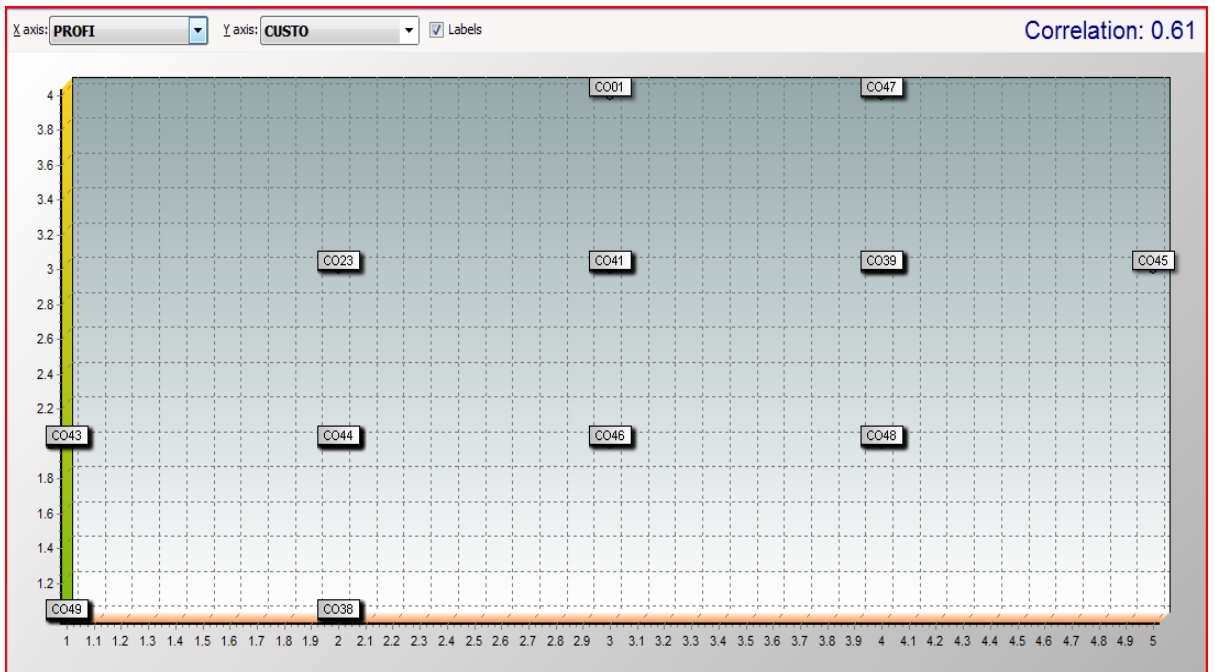 X axis: PROFI Y axis: CUSTO Labels Correlation: 0.61
CO01 CO47
4
3.8
3.6
3.4
3.2
CO23 CO41 CO39 CO45
3
2.8
2.6
2.4
2.2
CO43 CO44 CO46 CO48
1.8
1.6
1.4
1.2
CO49 CO38
1 1.1 1.2 1.3 1.4 1.5 1.6 1.7 1.8 1.9 2 2.1 2.2 2.3 2.4 2.5 2.6 2.7 2.8 2.9 3 3.1 3.2 3.3 3.4 3.5 3.6 3.7 3.8 3.9 4 4.1 4.2 4.3 4.4 4.5 4.6 4.7 4.8 4.9 5